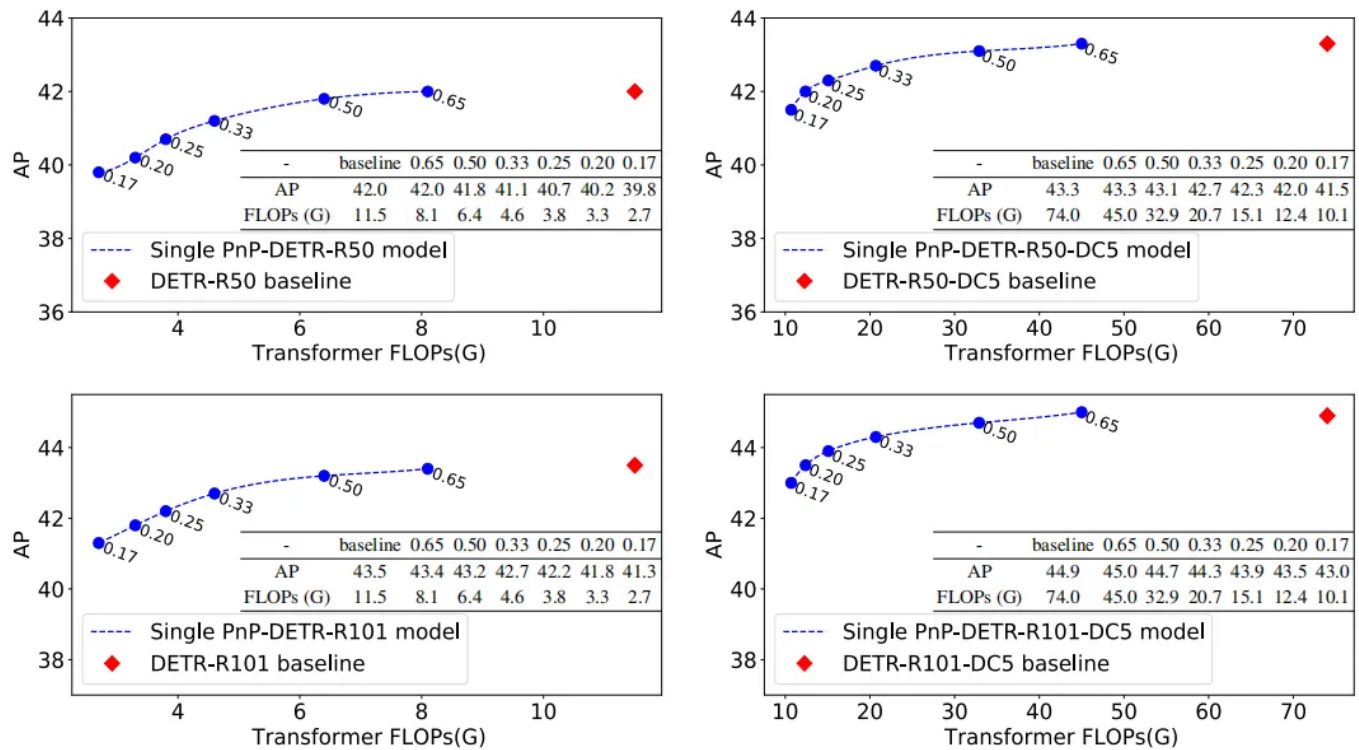 44
42
40
38
36
AP
0.17
0.20
0.25
0.33
0.50
0.65
- baseline 0.65 0.50 0.33 0.25 0.20 0.17
AP 42.0 42.0 41.8 41.1 40.7 40.2 39.8
FLOPs (G) 11.5 8.1 6.4 4.6 3.8 3.3 2.7
Single PnP-DETR-R50 model
DETR-R50 baseline
4 6 8 10
Transformer FLOPs(G)
44
42
40
38
36
AP
0.17
0.20
0.25
0.33
0.50
0.65
- baseline 0.65 0.50 0.33 0.25 0.20 0.17
AP 43.3 43.3 43.1 42.7 42.3 42.0 41.5
FLOPs (G) 74.0 45.0 32.9 20.7 15.1 12.4 10.1
Single PnP-DETR-R50-DC5 model
DETR-R50-DC5 baseline
10 20 30 40 50 60 70
Transformer FLOPs(G)
44
42
40
38
AP
0.17
0.20
0.25
0.33
0.50
0.65
- baseline 0.65 0.50 0.33 0.25 0.20 0.17
AP 43.5 43.4 43.2 42.7 42.2 41.8 41.3
FLOPs (G) 11.5 8.1 6.4 4.6 3.8 3.3 2.7
Single PnP-DETR-R101 model
DETR-R101 baseline
4 6 8 10
Transformer FLOPs(G)
44
42
40
38
AP
0.17
0.20
0.25
0.33
0.50
0.65
- baseline 0.65 0.50 0.33 0.25 0.20 0.17
AP 44.9 45.0 44.7 44.3 43.9 43.5 43.0
FLOPs (G) 74.0 45.0 32.9 20.7 15.1 12.4 10.1
Single PnP-DETR-R101-DC5 model
DETR-R101-DC5 baseline
10 20 30 40 50 60 70
Transformer FLOPs(G)